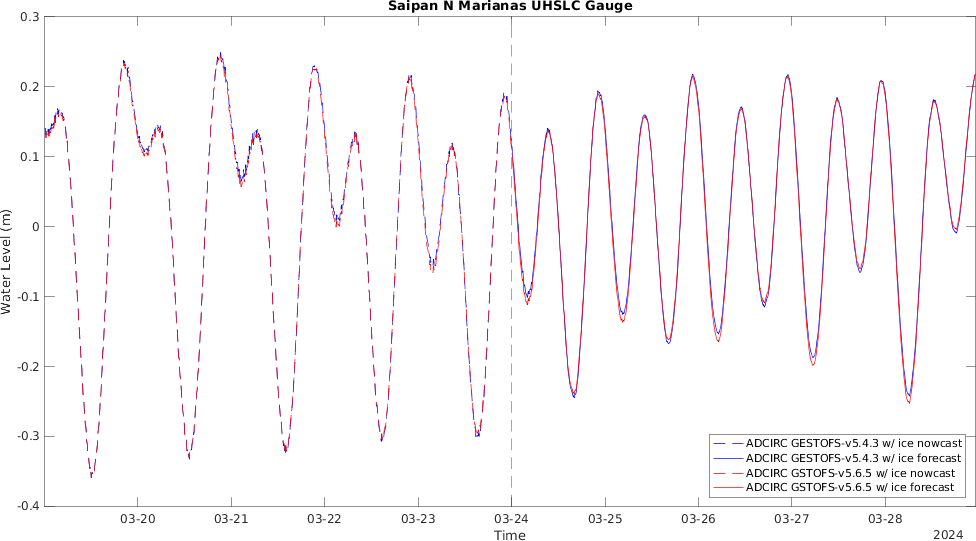 Saipan N Marianas UHSLC Gauge
0.3
0.2
0.1
0
-0.1
-0.2
-0.3
-0.4
Water Level (m)
ADCIRC GESTOFS-v5.4.3 w/ ice nowcast
ADCIRC GESTOFS-v5.4.3 w/ ice forecast
ADCIRC GSTOFS-v5.6.5 w/ ice nowcast
ADCIRC GSTOFS-v5.6.5 w/ ice forecast
03-20 03-21 03-22 03-23 03-24 03-25 03-26 03-27 03-28
Time
2024